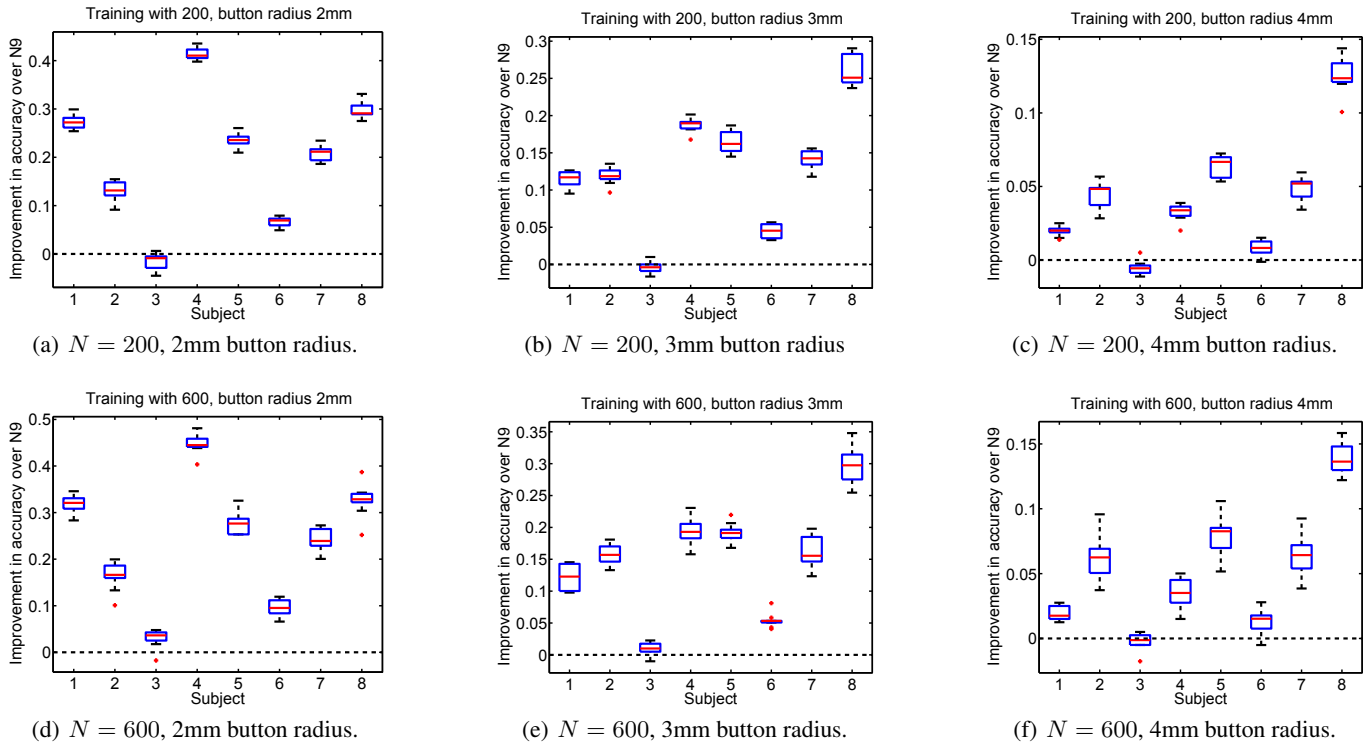 Training with 200, button radius 2mm
Improvement in accuracy over N9
0.4
0.3
0.2
0.1
0
1 2 3 4 5 6 7 8
Subject
(a) N = 200, 2mm button radius.
Training with 200, button radius 3mm
Improvement in accuracy over N9
0.3
0.25
0.2
0.15
0.1
0.05
0
1 2 3 4 5 6 7 8
Subject
(b) N = 200, 3mm button radius
Training with 200, button radius 4mm
Improvement in accuracy over N9
0.15
0.1
0.05
0
1 2 3 4 5 6 7 8
Subject
(c) N = 200, 4mm button radius.
Training with 600, button radius 2mm
Improvement in accuracy over N9
0.5
0.4
0.3
0.2
0.1
0
1 2 3 4 5 6 7 8
Subject
(d) N = 600, 2mm button radius.
Training with 600, button radius 3mm
Improvement in accuracy over N9
0.35
0.3
0.25
0.2
0.15
0.1
0.05
0
1 2 3 4 5 6 7 8
Subject
(e) N = 600, 3mm button radius.
Training with 600, button radius 4mm
Improvement in accuracy over N9
0.15
0.1
0.05
0
1 2 3 4 5 6 7 8
Subject
(f) N = 600, 4mm button radius.